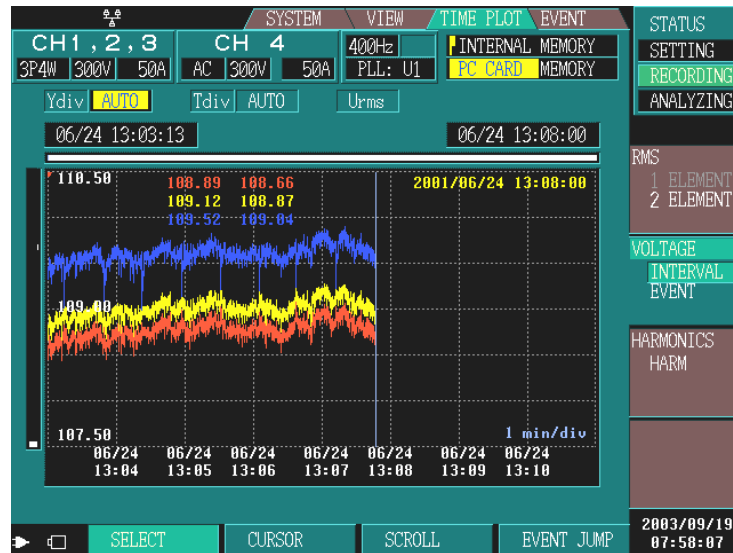 SYSTEM VIEW TIME PLOT EVENT
CH1,2,3 CH 4 400Hz INTERNAL MEMORY
3P4W 300V 50A AC 300V 50A PLL: U1 PC CARD MEMORY
Ydiv AUTO Tdiv AUTO Urms
06/24 13:03:13 06/24 13:08:00
110.50 108.89 108.66 2001/06/24 13:08:00
109.12 108.87
109.52 109.04
109.00
107.50 1 min/div
06/24 06/24 06/24 06/24 06/24 06/24 06/24
13:04 13:05 13:06 13:07 13:08 13:09 13:10
SELECT CURSOR SCROLL EVENT JUMP
STATUS
SETTING
RECORDING
ANALYZING
RMS
1 ELEMENT
2 ELEMENT
VOLTAGE
INTERVAL
EVENT
HARMONICS
HARM
2003/09/19
07:58:07